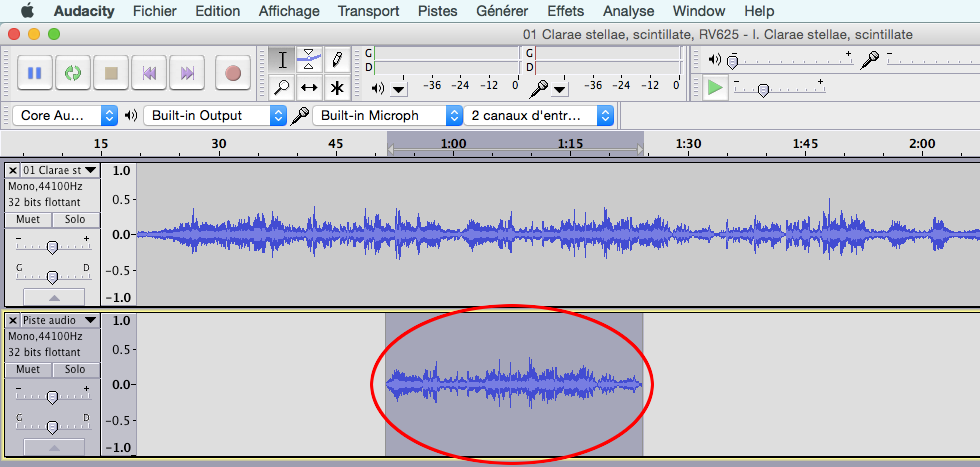 Audacity Fichier Edition Affichage Transport Pistes Générer Effets Analyse Window Help
01 Clarae stellae, scintillate, RV625 - I. Clarae stellae, scintillate
G G
D D
-36 -24 -12 0 -36 -24 -12 0
- +
-
- +
Core Au... Built-in Output Built-in Microph 2 canaux d'entr...
15 30 45 1:00 1:15 1:30 1:45 2:00
01 Clarae st
Mono,44100Hz
32 bits flottant
Muet Solo
- +
G D
1.0
0.5-
0.0-
-0.5-
-1.0
Piste audio
Mono,44100Hz
32 bits flottant
Muet Solo
- +
G D
1.0
0.5-
0.0-
-0.5-
-1.0